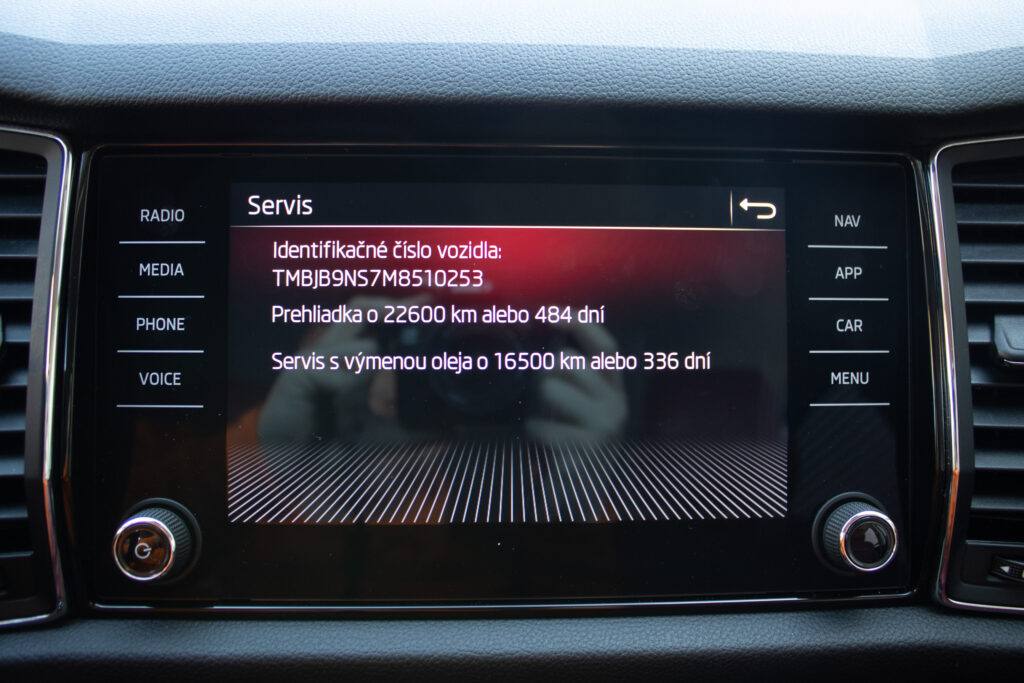 Servis
Identifikačné číslo vozidla:
TMBJB9NS7M8510253
Prehliadka o 22600 km alebo 484 dní
Servis s výmenou oleja o 16500 km alebo 336 dní
RADIO
MEDIA
PHONE
VOICE
NAV
APP
CAR
MENU